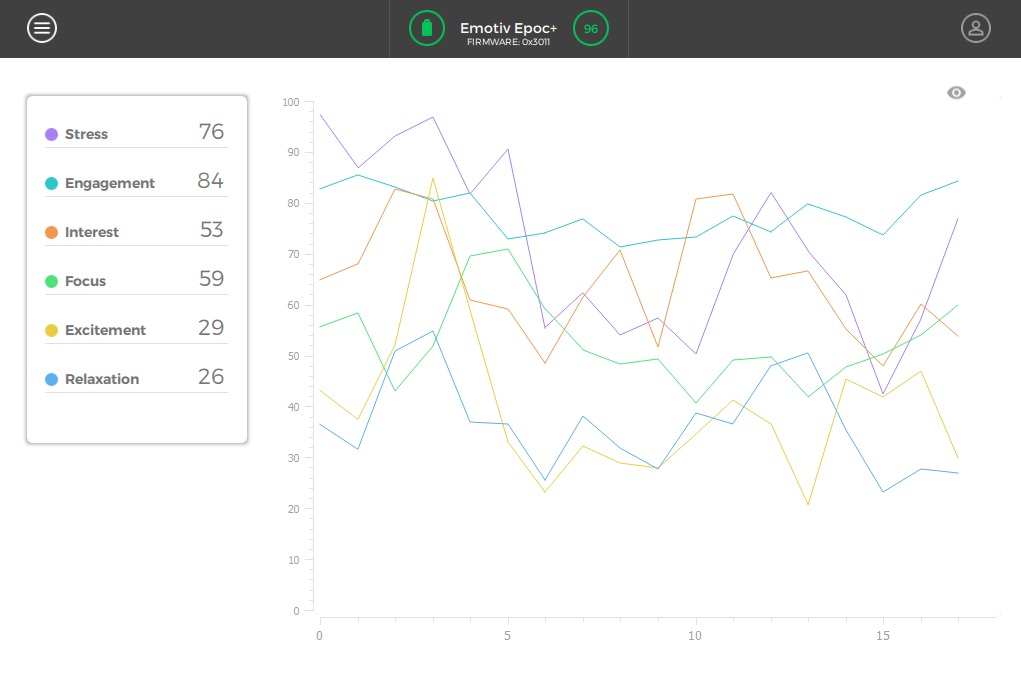 Emotiv Epoc+
FIRMWARE: 0x3011
96
Stress 76
Engagement 84
Interest 53
Focus 59
Excitement 29
Relaxation 26
100
90
80
70
60
50
40
30
20
10
0
0 5 10 15